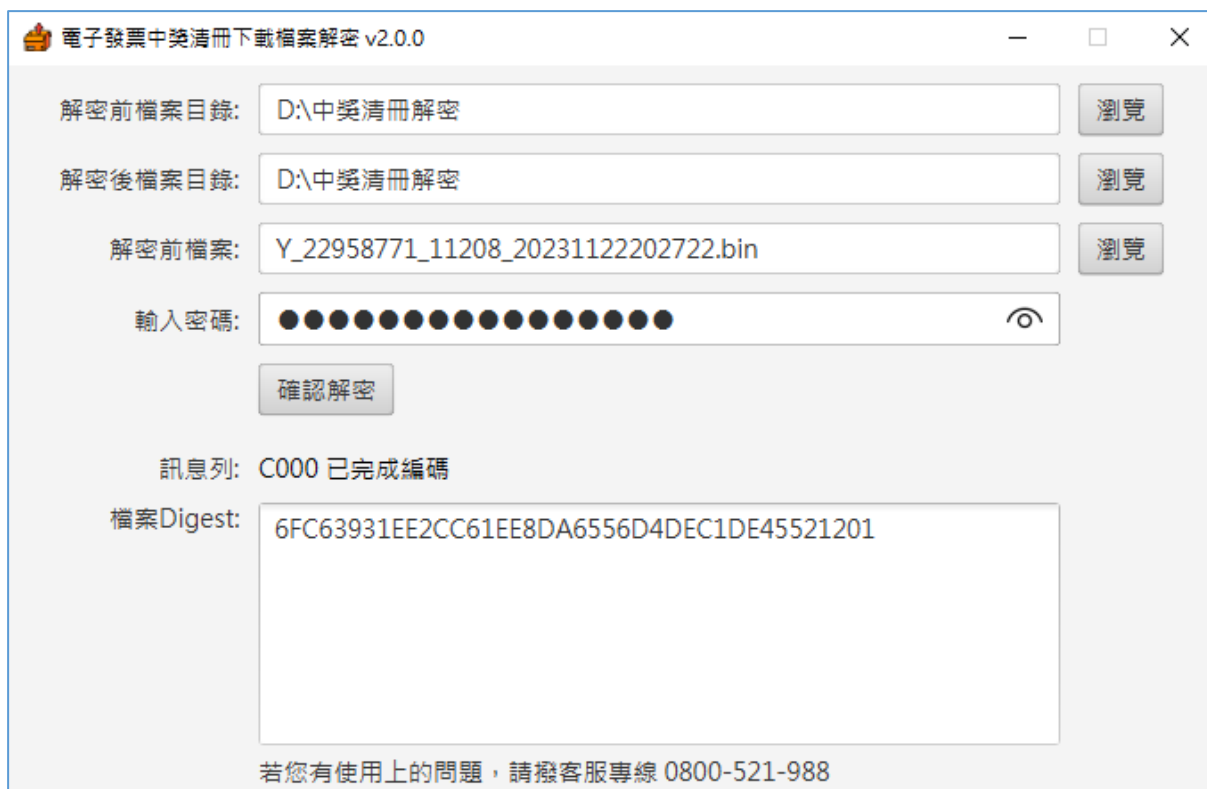 電子發票中獎清冊下載檔案解密 v2.0.0
解密前檔案目錄: D:\中獎清冊解密 瀏覽
解密後檔案目錄: D:\中獎清冊解密 瀏覽
解密前檔案: Y_22958771_11208_20231122202722.bin 瀏覽
輸入密碼: ●●●●●●●●●●●●●●●●
確認解密
訊息列: C000 已完成編碼
檔案Digest: 6FC63931EE2CC61EE8DA6556D4DEC1DE45521201
若您有使用上的問題，請撥客服專線 0800-521-988